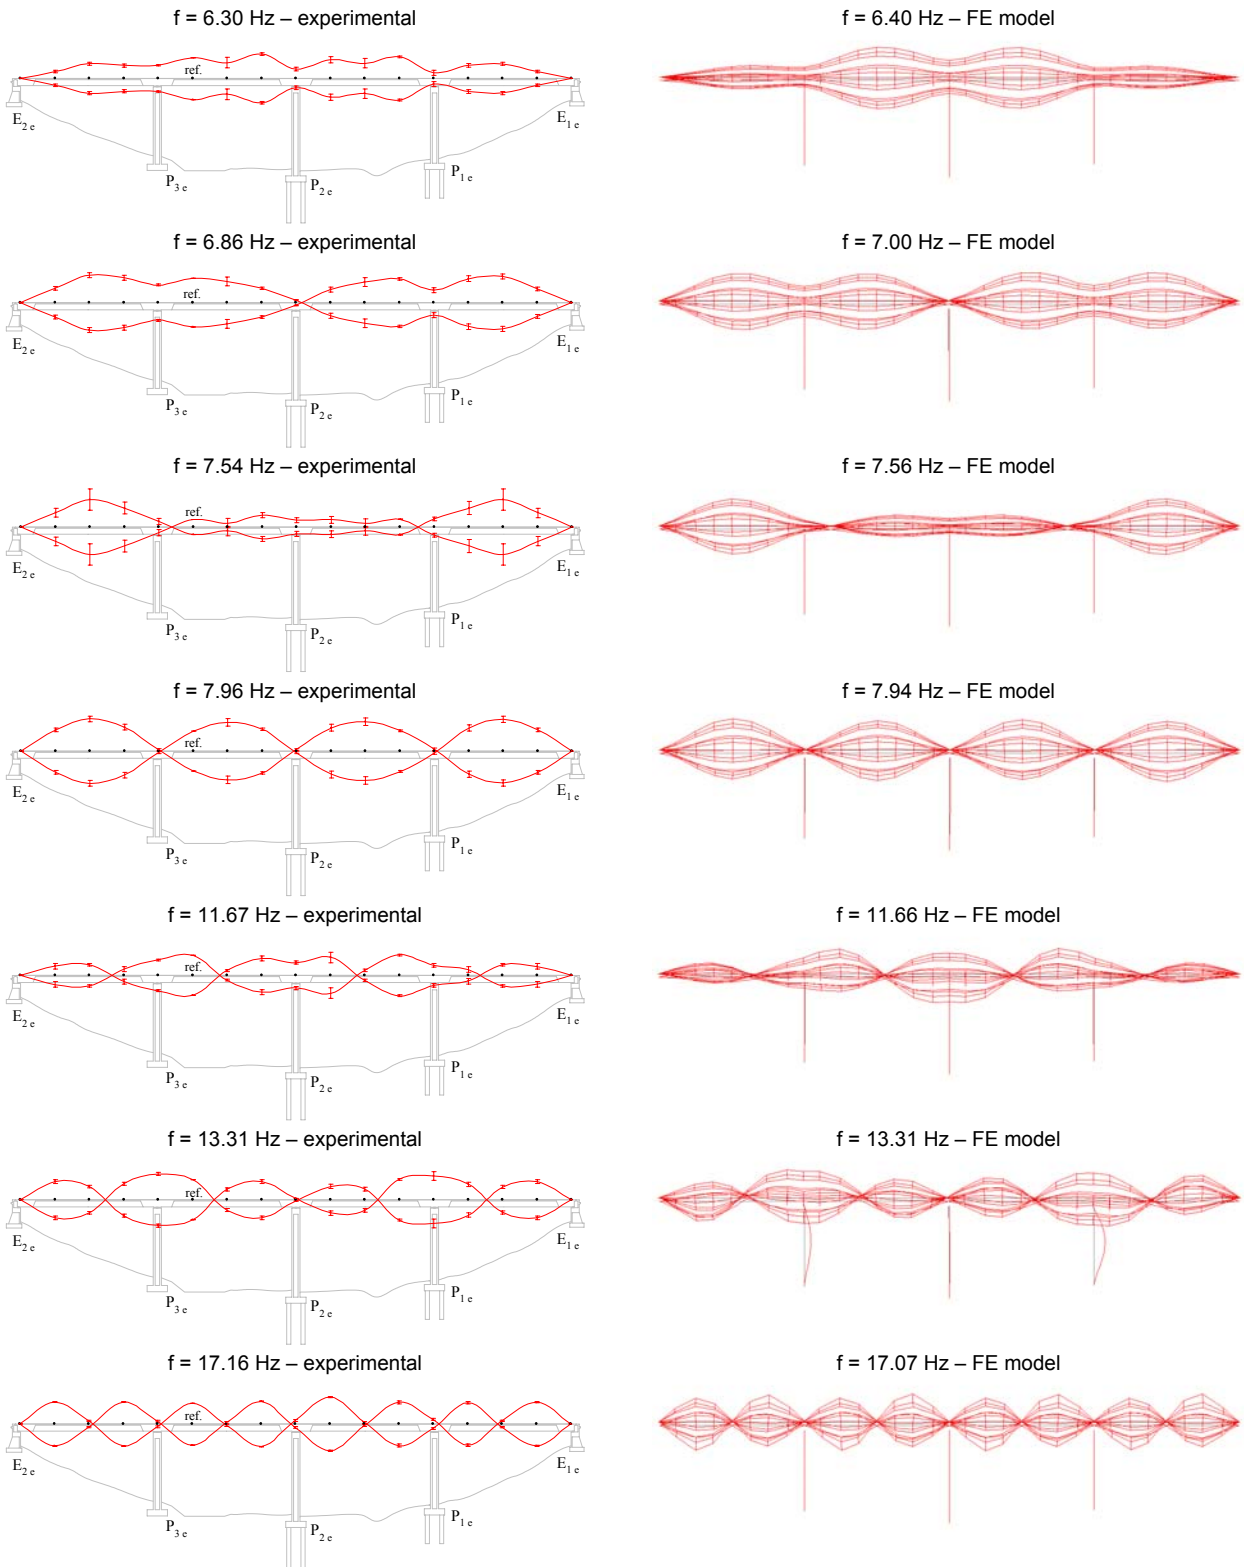 f = 6.30 Hz – experimental
f = 6.40 Hz – FE model
ref.
E2 e
E1 e
P3 e
P2 e
P1 e
f = 6.86 Hz – experimental
f = 7.00 Hz – FE model
ref.
E2 e
E1 e
P3 e
P2 e
P1 e
f = 7.54 Hz – experimental
f = 7.56 Hz – FE model
ref.
E2 e
E1 e
P3 e
P2 e
P1 e
f = 7.96 Hz – experimental
f = 7.94 Hz – FE model
ref.
E2 e
E1 e
P3 e
P2 e
P1 e
f = 11.67 Hz – experimental
f = 11.66 Hz – FE model
ref.
E2 e
E1 e
P3 e
P2 e
P1 e
f = 13.31 Hz – experimental
f = 13.31 Hz – FE model
ref.
E2 e
E1 e
P3 e
P2 e
P1 e
f = 17.16 Hz – experimental
f = 17.07 Hz – FE model
ref.
E2 e
E1 e
P3 e
P2 e
P1 e